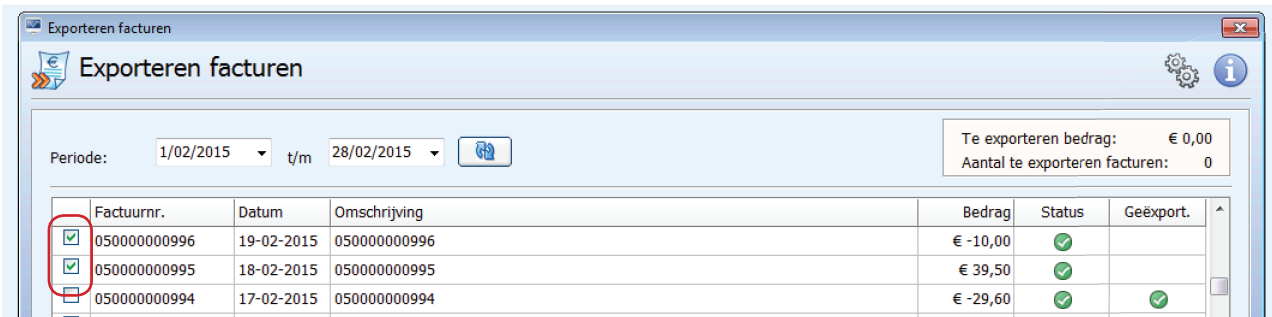 Exporteren facturen
Exporteren facturen
Periode: 1/02/2015 t/m 28/02/2015
Te exporteren bedrag: € 0,00
Aantal te exporteren facturen: 0
Factuurnr. Datum Omschrijving Bedrag Status Geëxport.
050000000996 19-02-2015 050000000996 € -10,00
050000000995 18-02-2015 050000000995 € 39,50
050000000994 17-02-2015 050000000994 € -29,60